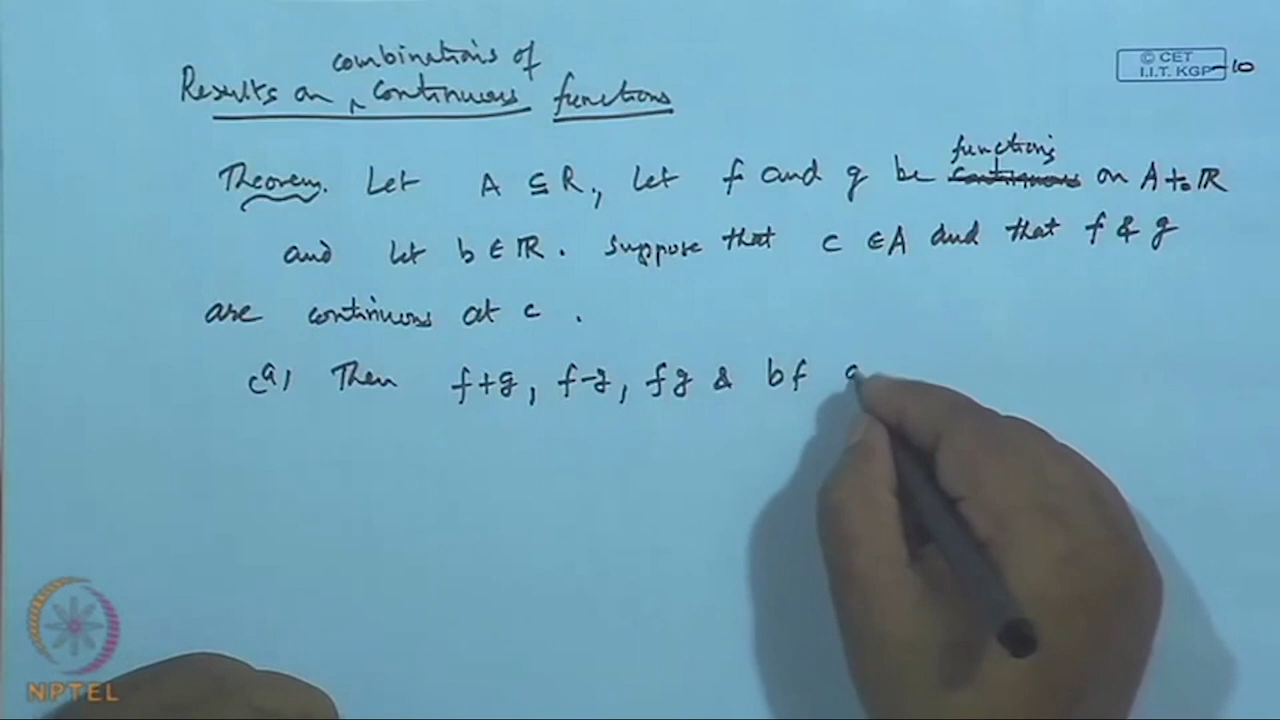 combinations of
Results on ^ continuous functions
© CET
I.I.T. KGP -10
functions
Theorem. Let A ⊆ R, Let f and g be continuous on A to R
and let b ∈ R. Suppose that c ∈ A and that f & g
are continuous at c.
(a) Then f+g, f-g, fg & bf a
NPTEL